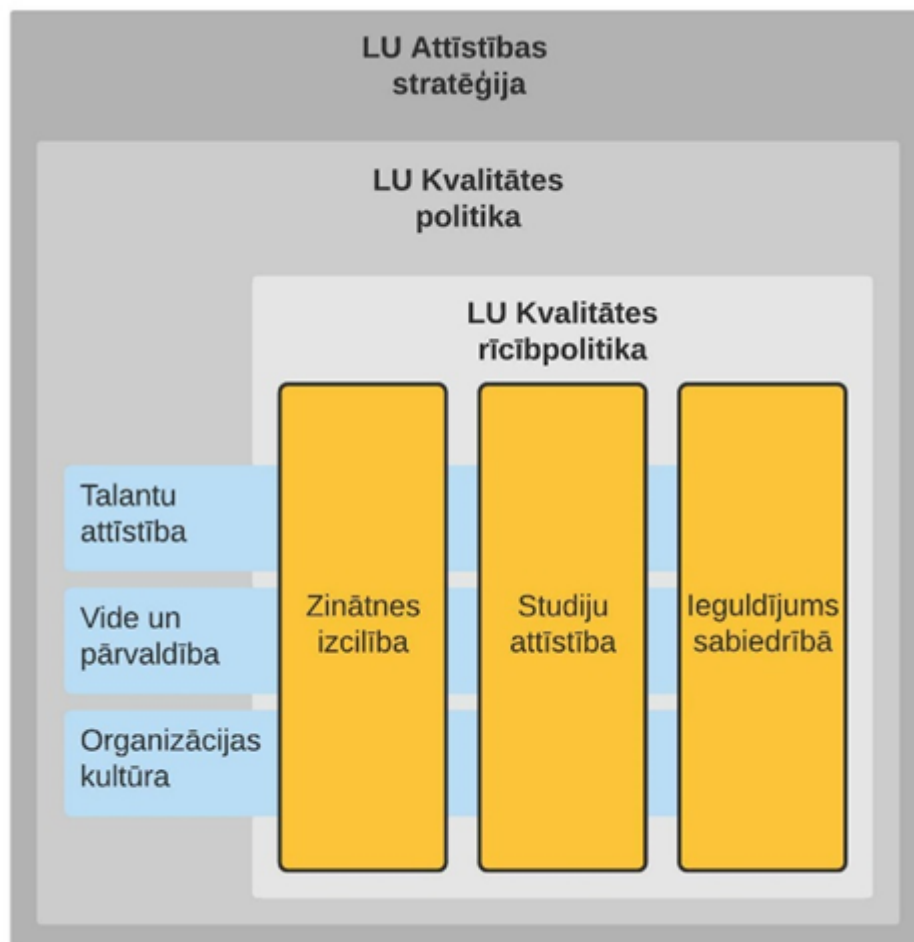 LU Attīstības
stratēģija
LU Kvalitātes
politika
LU Kvalitātes
rīcībpolitika
Talantu
attīstība
Vide un
pārvaldība
Organizācijas
kultūra
Zinātnes
izcilība
Studiju
attīstība
Ieguldījums
sabiedrībā